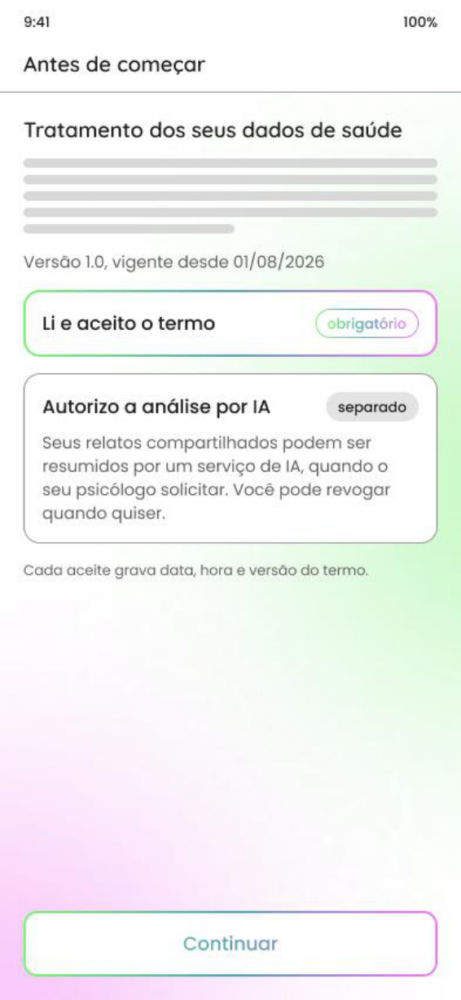 9:41
100%
Antes de começar
Tratamento dos seus dados de saúde
Versão 1.0, vigente desde 01/08/2026
Li e aceito o termo
obrigatório
Autorizo a análise por IA
separado
Seus relatos compartilhados podem ser
resumidos por um serviço de IA, quando o
seu psicólogo solicitar. Você pode revogar
quando quiser.
Cada aceite grava data, hora e versão do termo.
Continuar